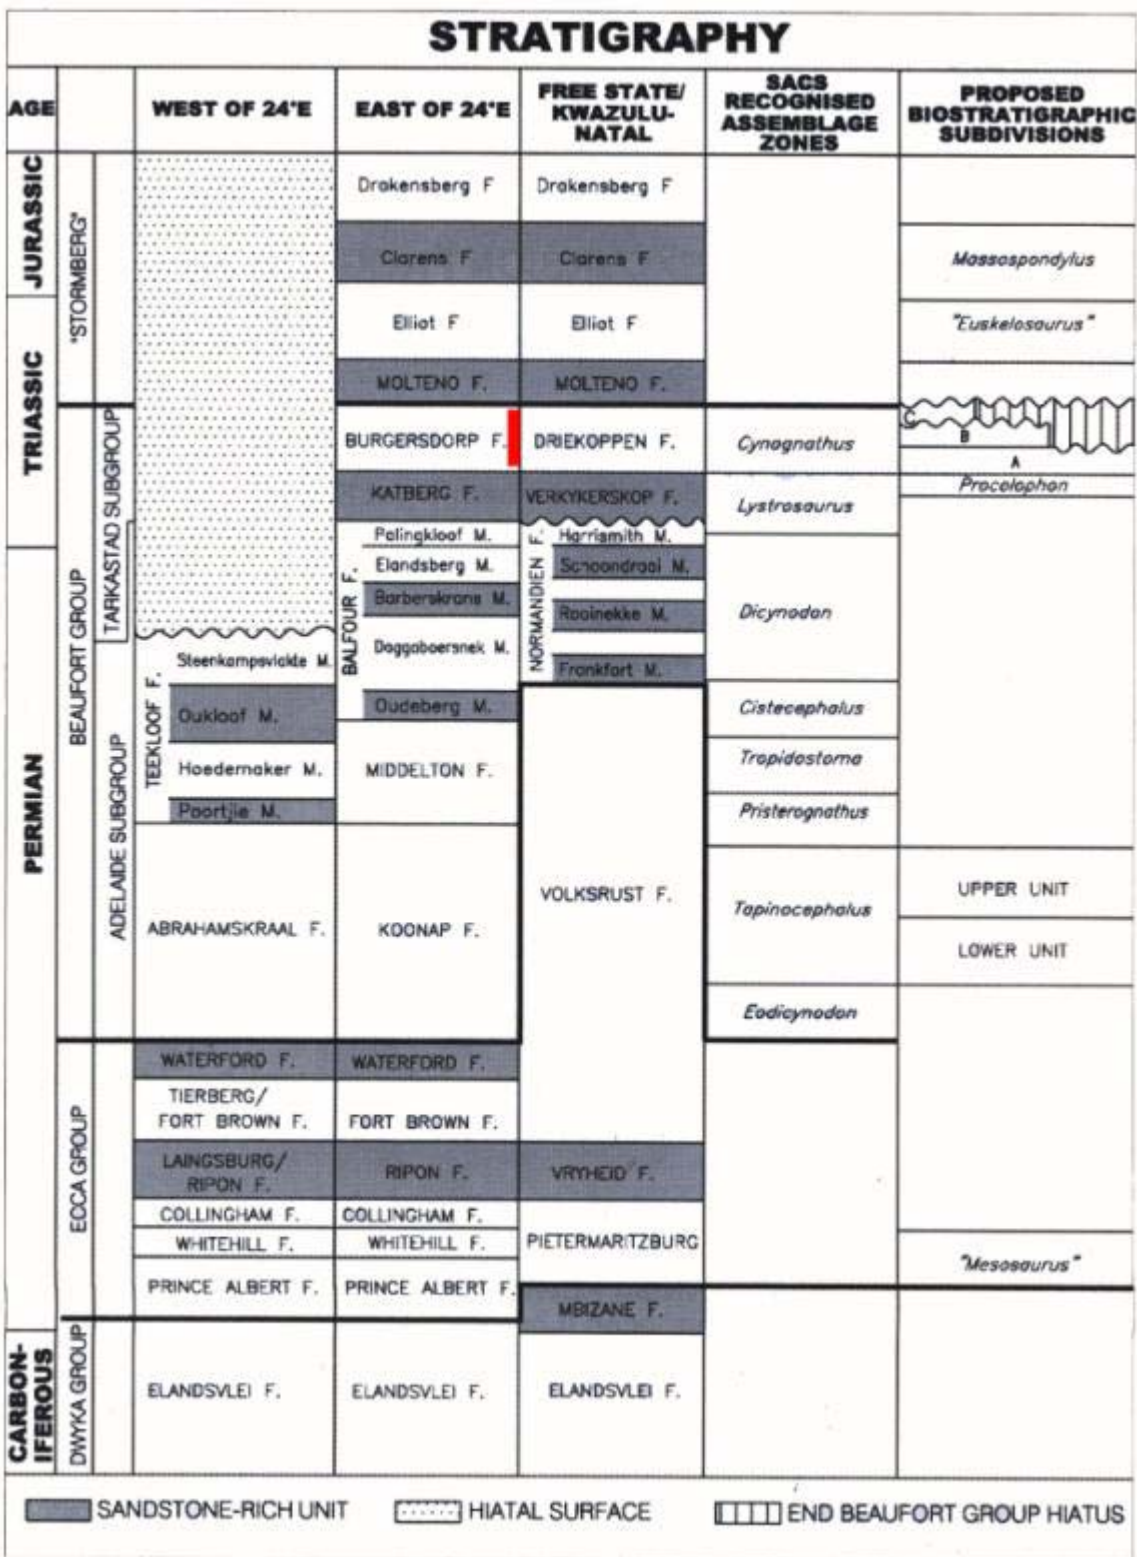 STRATIGRAPHY
AGE
WEST OF 24°E
EAST OF 24°E
FREE STATE/
KWAZULU-
NATAL
SACS
RECOGNISED
ASSEMBLAGE
ZONES
PROPOSED
BIOSTRATIGRAPHIC
SUBDIVISIONS
JURASSIC
TRIASSIC
PERMIAN
CARBON-
IFEROUS
"STORMBERG"
BEAUFORT GROUP
ECCA GROUP
DWYKA GROUP
TARKASTAD SUBGROUP
ADELAIDE SUBGROUP
TEEKLOOF F.
Steenkampsvlakte M.
Oukloof M.
Hoedemaker M.
Poortjie M.
ABRAHAMSKRAAL F.
WATERFORD F.
TIERBERG/
FORT BROWN F.
LAINGSBURG/
RIPON F.
COLLINGHAM F.
WHITEHILL F.
PRINCE ALBERT F.
ELANDSVLEI F.
Drakensberg F
Clarens F
Elliot F
MOLTENO F.
BURGERSDORP F.
KATBERG F.
BALFOUR F.
Palingkloof M.
Elandsberg M.
Barberskrans M.
Daggaboersnek M.
Oudeberg M.
MIDDELTON F.
KOONAP F.
WATERFORD F.
FORT BROWN F.
RIPON F.
COLLINGHAM F.
WHITEHILL F.
PRINCE ALBERT F.
ELANDSVLEI F.
Drakensberg F
Clarens F
Elliot F
MOLTENO F.
DRIEKOPPEN F.
VERKYKERSKOP F.
NORMANDIEN F.
Harrismith M.
Schoondraai M.
Rooinekke M.
Frankfort M.
VOLKSRUST F.
VRYHEID F.
PIETERMARITZBURG
MBIZANE F.
ELANDSVLEI F.
Cynognathus
Lystrosaurus
Dicynodon
Cistecephalus
Tropidostoma
Pristerognathus
Tapinocephalus
Eodicynodon
Massospondylus
"Euskelosaurus"
C
B
A
Procolophon
UPPER UNIT
LOWER UNIT
"Mesosaurus"
SANDSTONE-RICH UNIT
HIATAL SURFACE
END BEAUFORT GROUP HIATUS